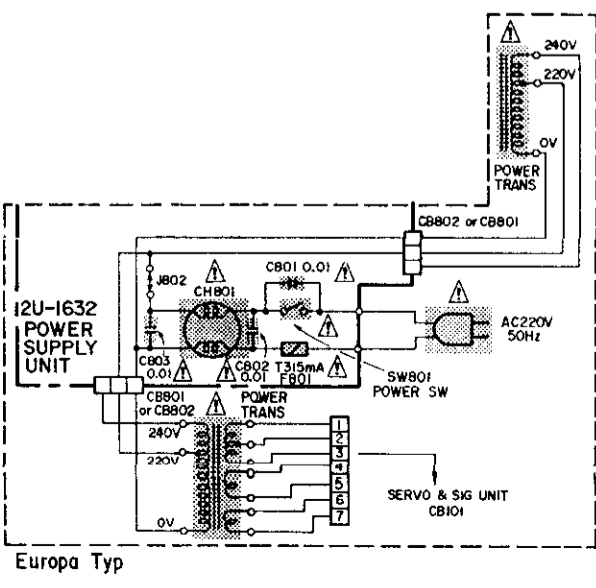 240V
220V
0V
POWER
TRANS
CB802 or CB801
C801 0.01
J802
CH801
12U-1632
POWER
SUPPLY
UNIT
AC220V
50Hz
C803
0.01
C802
0.01
T315mA
F801
SW801
POWER SW
CB801
or CB802
POWER
TRANS
240V
220V
0V
1
2
3
4
5
6
7
SERVO & SIG UNIT
CB101
Europa Typ